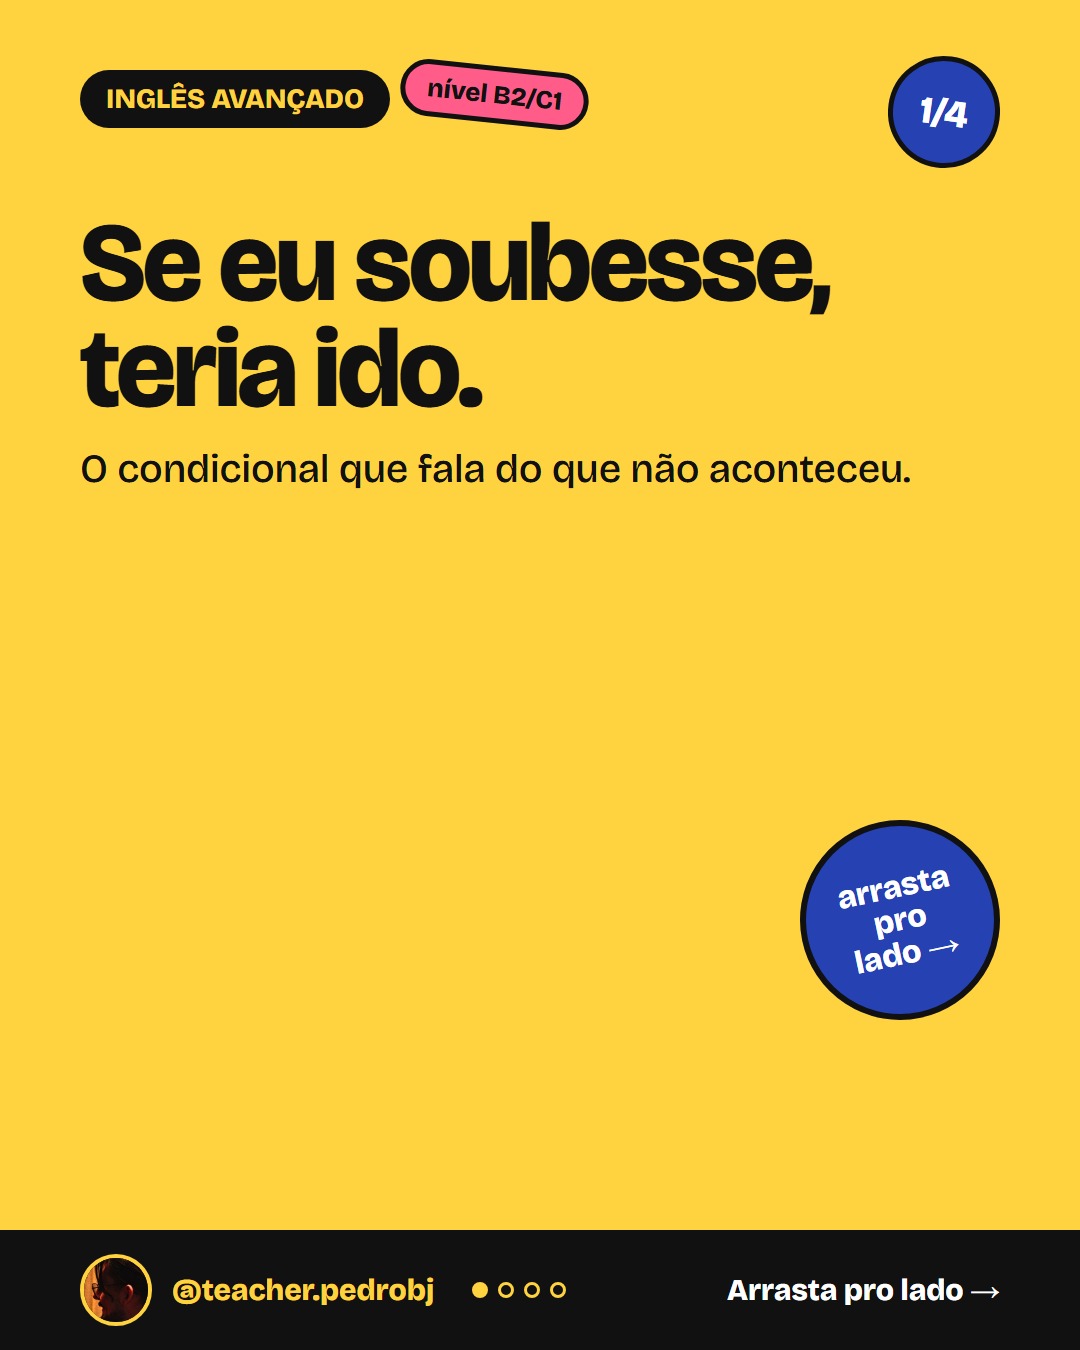 INGLÊS AVANÇADO
nível B2/C1
1/4
Se eu soubesse,
teria ido.
O condicional que fala do que não aconteceu.
arrasta
pro
lado →
@teacher.pedrobj
Arrasta pro lado →